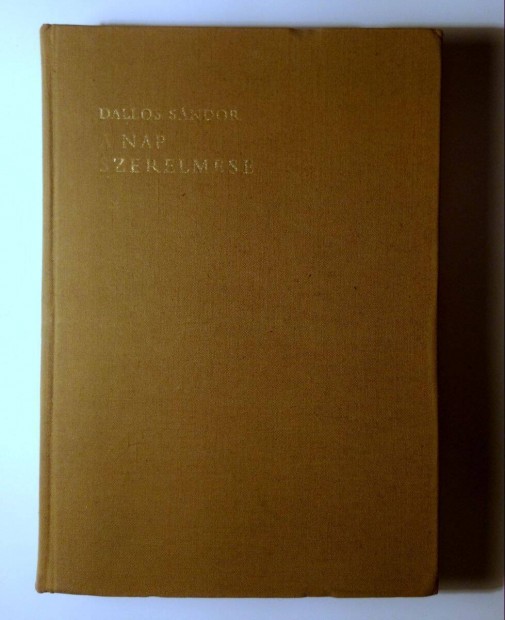 DALLOS SÁNDOR
A NAP
SZERELMESE